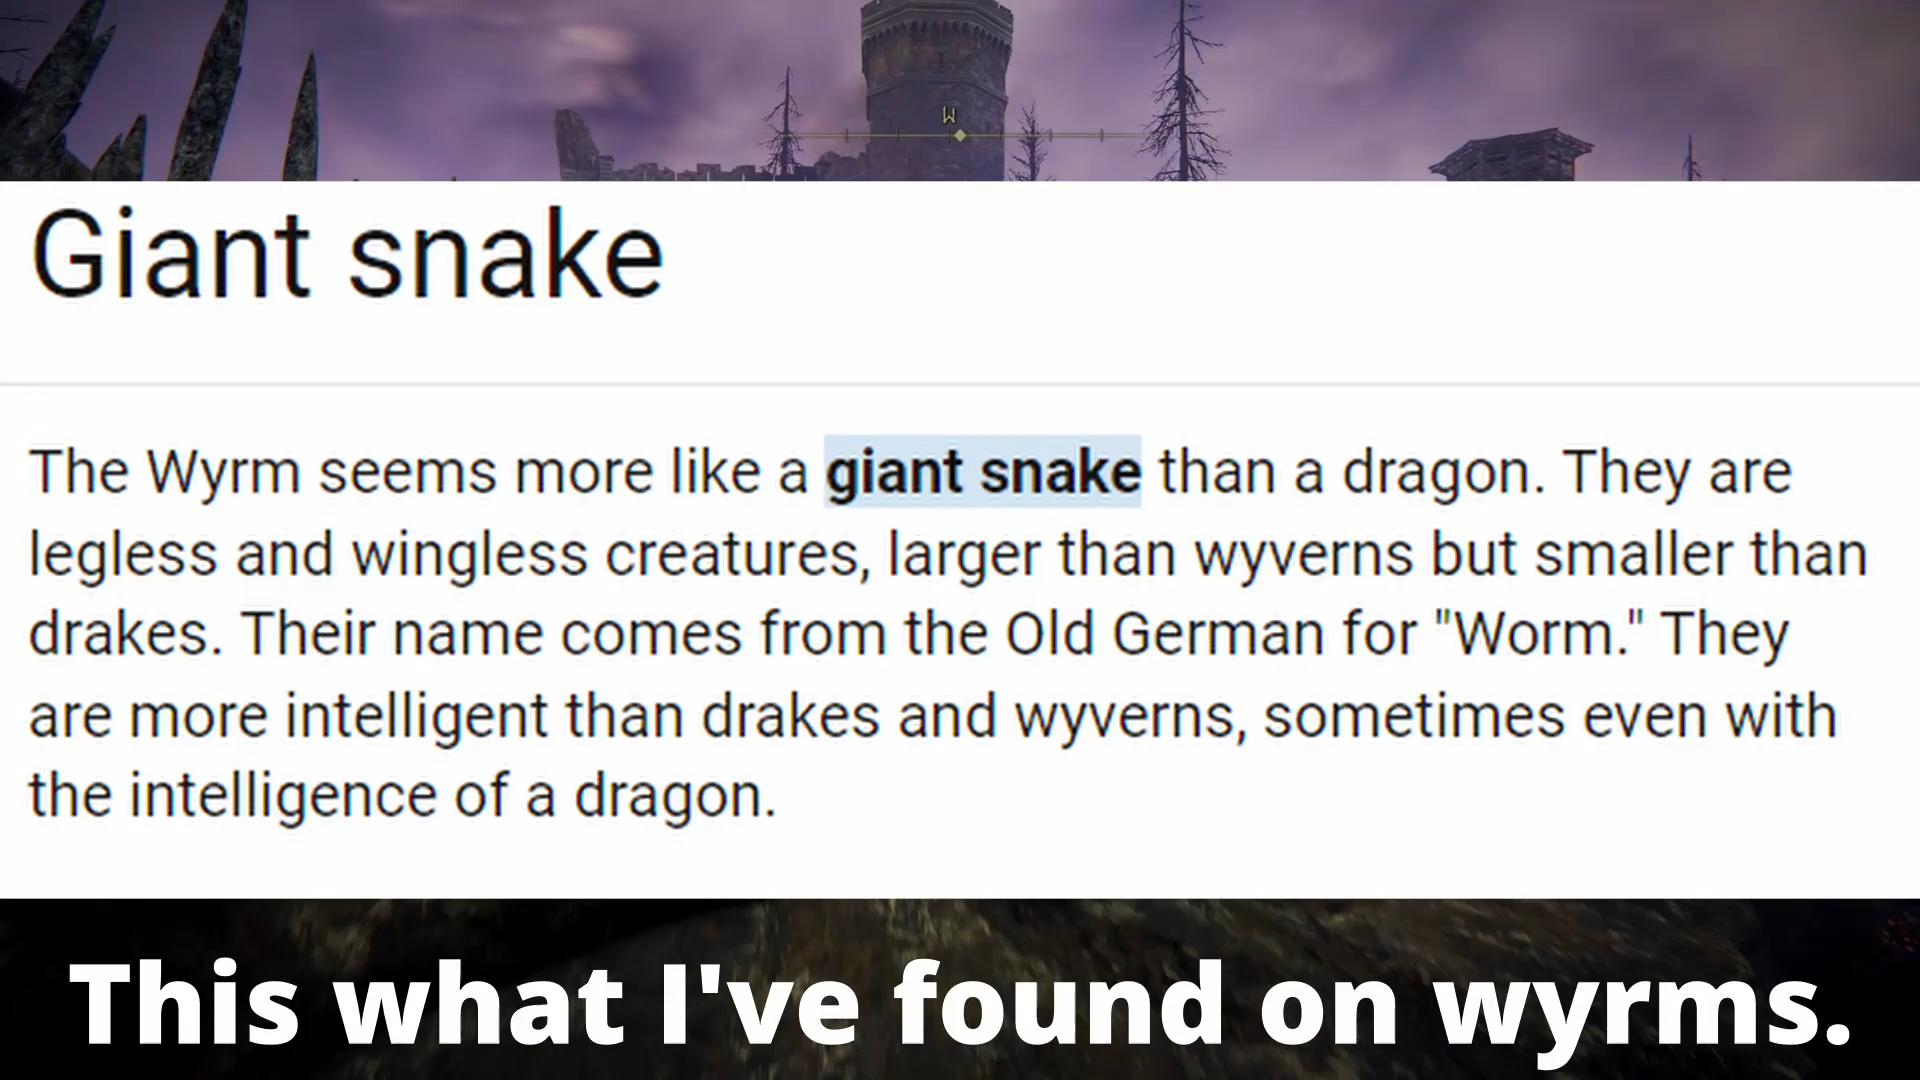 W
Giant snake
The Wyrm seems more like a giant snake than a dragon. They are
legless and wingless creatures, larger than wyverns but smaller than
drakes. Their name comes from the Old German for "Worm." They
are more intelligent than drakes and wyverns, sometimes even with
the intelligence of a dragon.
This what I've found on wyrms.